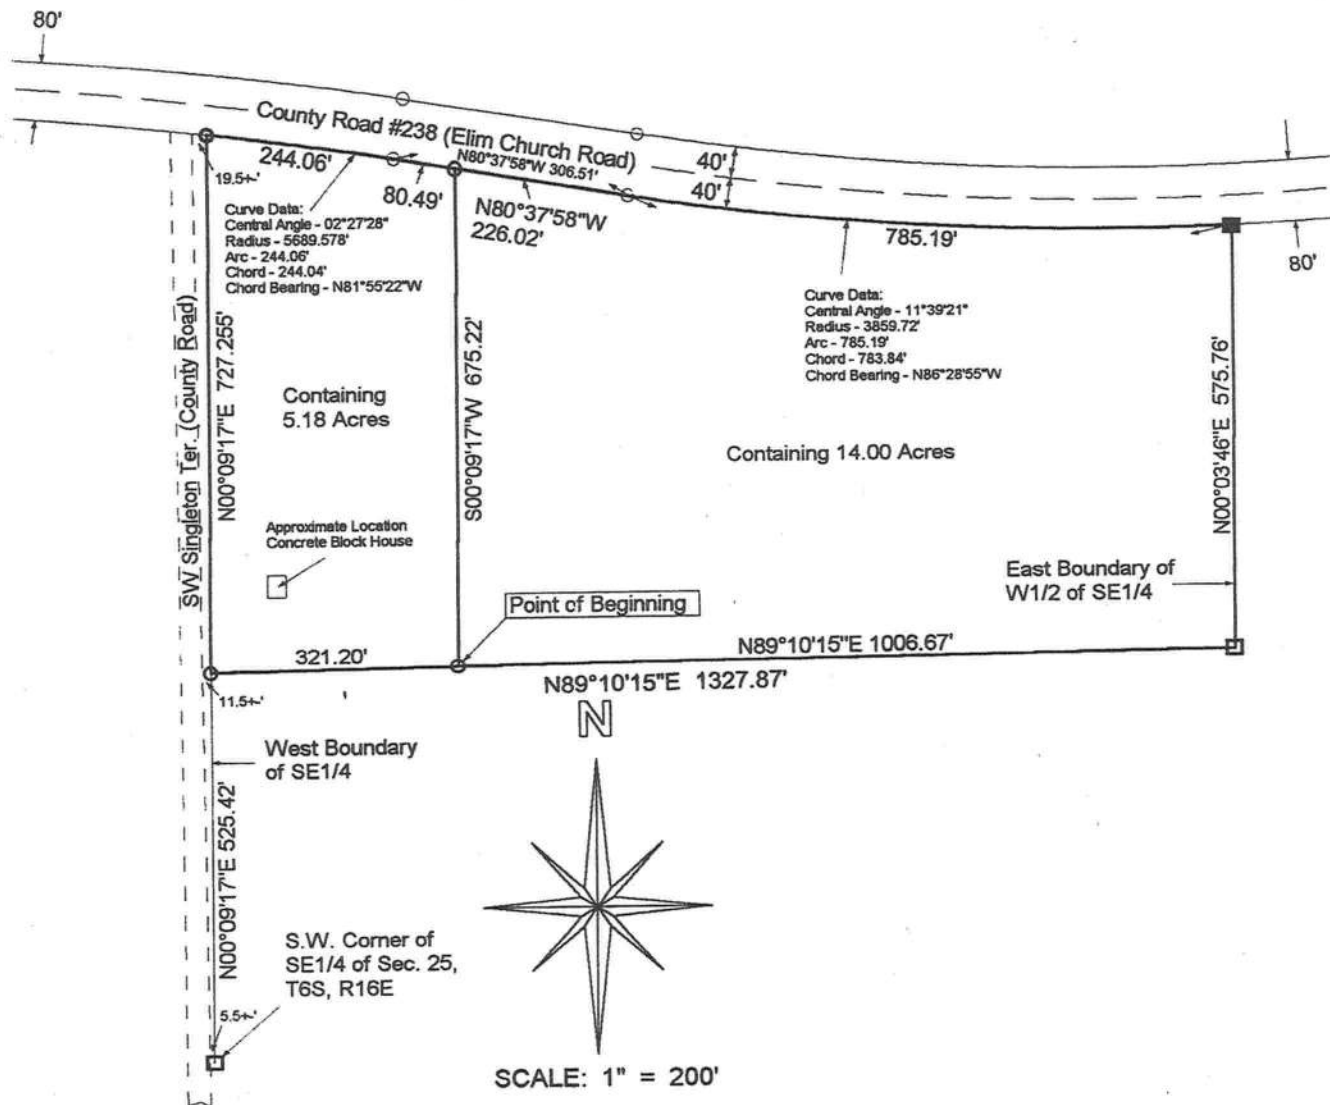 80'
County Road #238 (Elim Church Road)
N80°37'58"W 306.51'
244.06'
80.49'
N80°37'58"W
226.02'
40'
40'
785.19'
80'
19.5+-'
Curve Data:
Central Angle - 02°27'28"
Radius - 5689.578'
Arc - 244.06'
Chord - 244.04'
Chord Bearing - N81°55'22"W
Curve Data:
Central Angle - 11°39'21"
Radius - 3859.72'
Arc - 785.19'
Chord - 783.84'
Chord Bearing - N86°28'55"W
SW Singleton Ter. (County Road)
N00°09'17"E 727.255'
Containing
5.18 Acres
S00°09'17"W 675.22'
Containing 14.00 Acres
N00°03'46"E 575.76'
Approximate Location
Concrete Block House
East Boundary of
W1/2 of SE1/4
Point of Beginning
321.20'
N89°10'15"E 1006.67'
N89°10'15"E 1327.87'
11.5+-'
West Boundary
of SE1/4
N00°09'17"E 525.42'
N
S.W. Corner of
SE1/4 of Sec. 25,
T6S, R16E
5.5+-'
SCALE: 1" = 200'